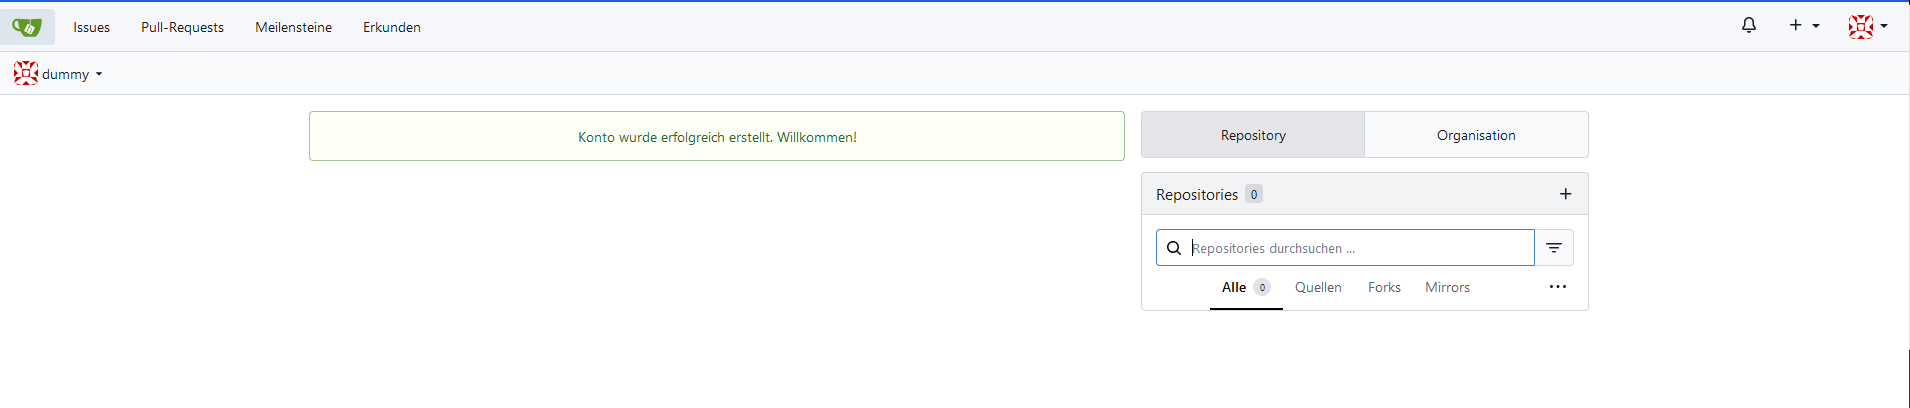 Issues Pull-Requests Meilensteine Erkunden
dummy
Konto wurde erfolgreich erstellt. Willkommen!
Repository Organisation
Repositories 0
Repositories durchsuchen ...
Alle 0 Quellen Forks Mirrors